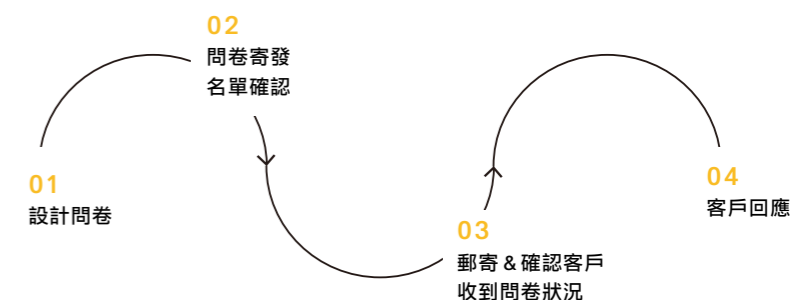 01
設計問卷
02
問卷寄發
名單確認
03
郵寄 & 確認客戶
收到問卷狀況
04
客戶回應